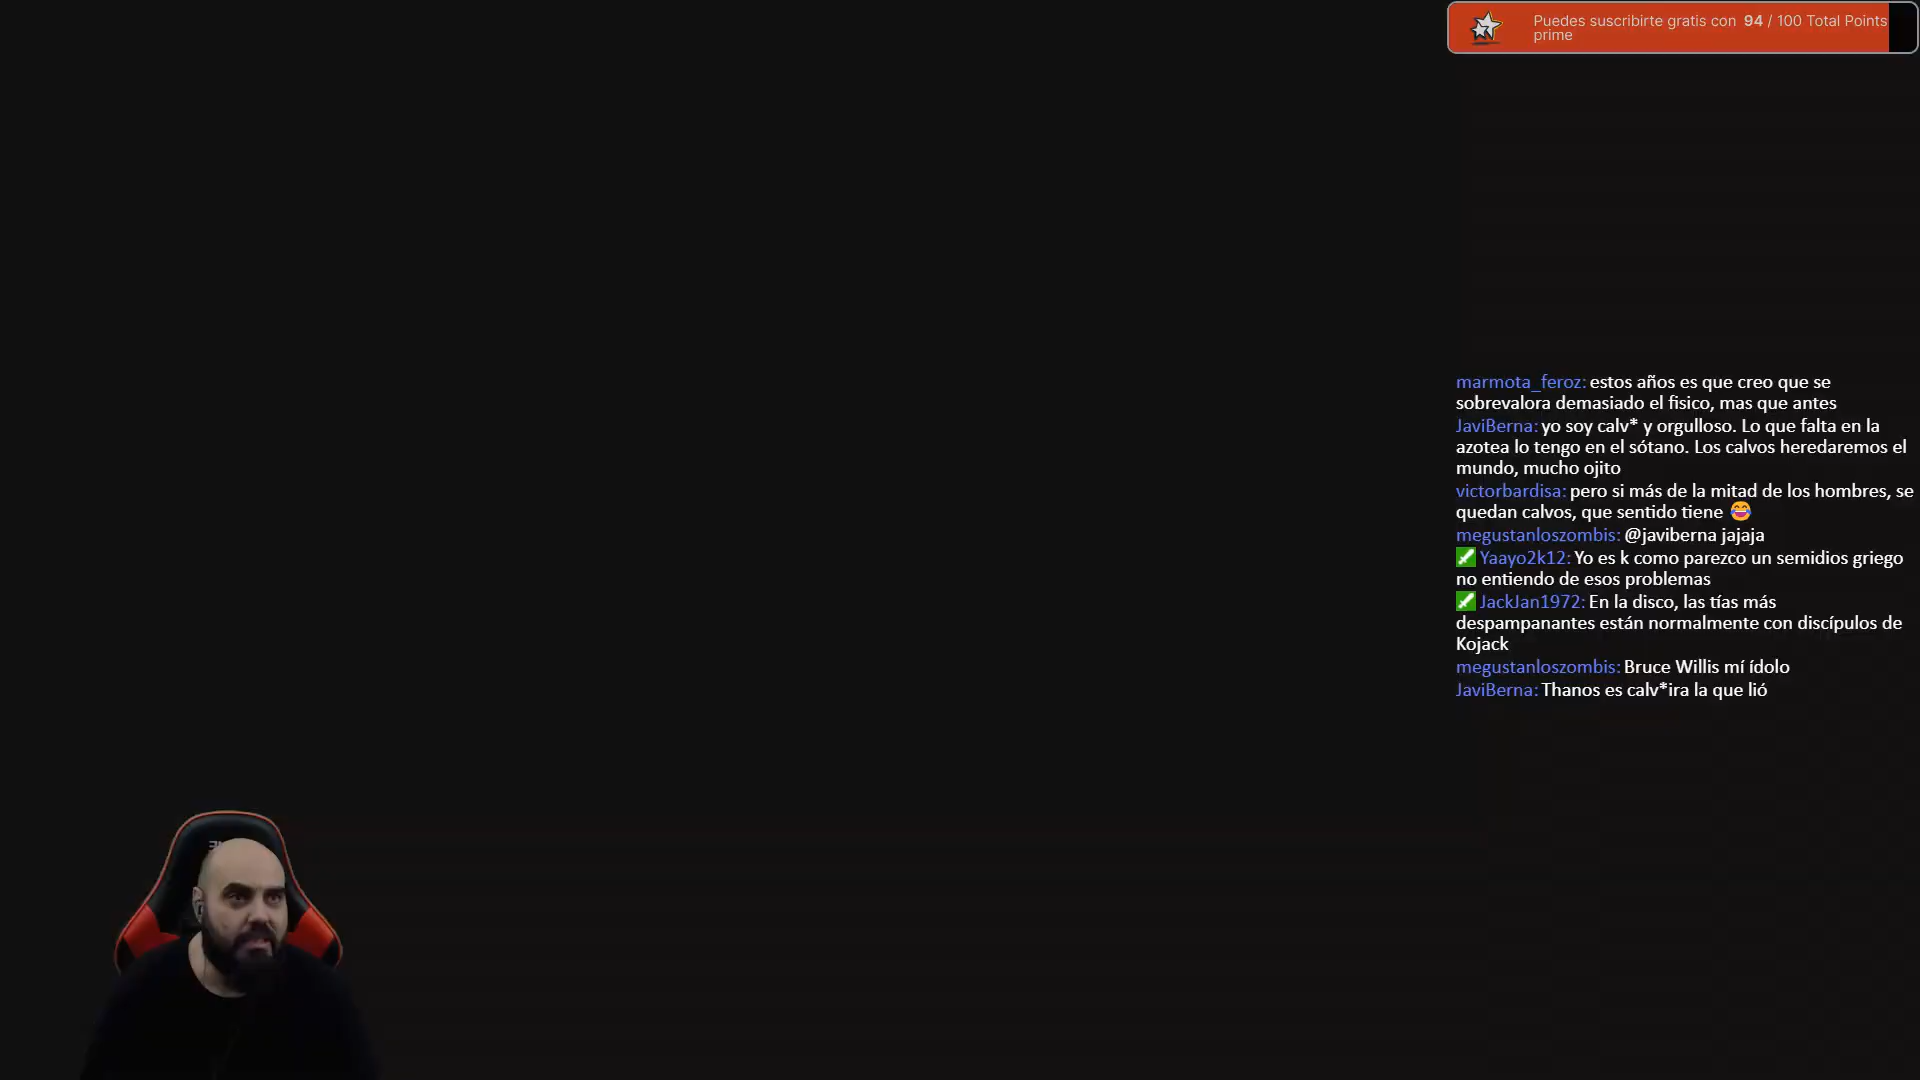 Puedes suscribirte gratis con 94 / 100 Total Points
prime
marmota_feroz: estos años es que creo que se
sobrevalora demasiado el fisico, mas que antes
JaviBerna: yo soy calv* y orgulloso. Lo que falta en la
azotea lo tengo en el sótano. Los calvos heredaremos el
mundo, mucho ojito
victorbardisa: pero si más de la mitad de los hombres, se
quedan calvos, que sentido tiene 😂
megustanloszombis: @javiberna jajaja
Yaayo2k12: Yo es k como parezco un semidios griego
no entiendo de esos problemas
JackJan1972: En la disco, las tías más
despampanantes están normalmente con discípulos de
Kojack
megustanloszombis: Bruce Willis mí ídolo
JaviBerna: Thanos es calv*ira la que lió